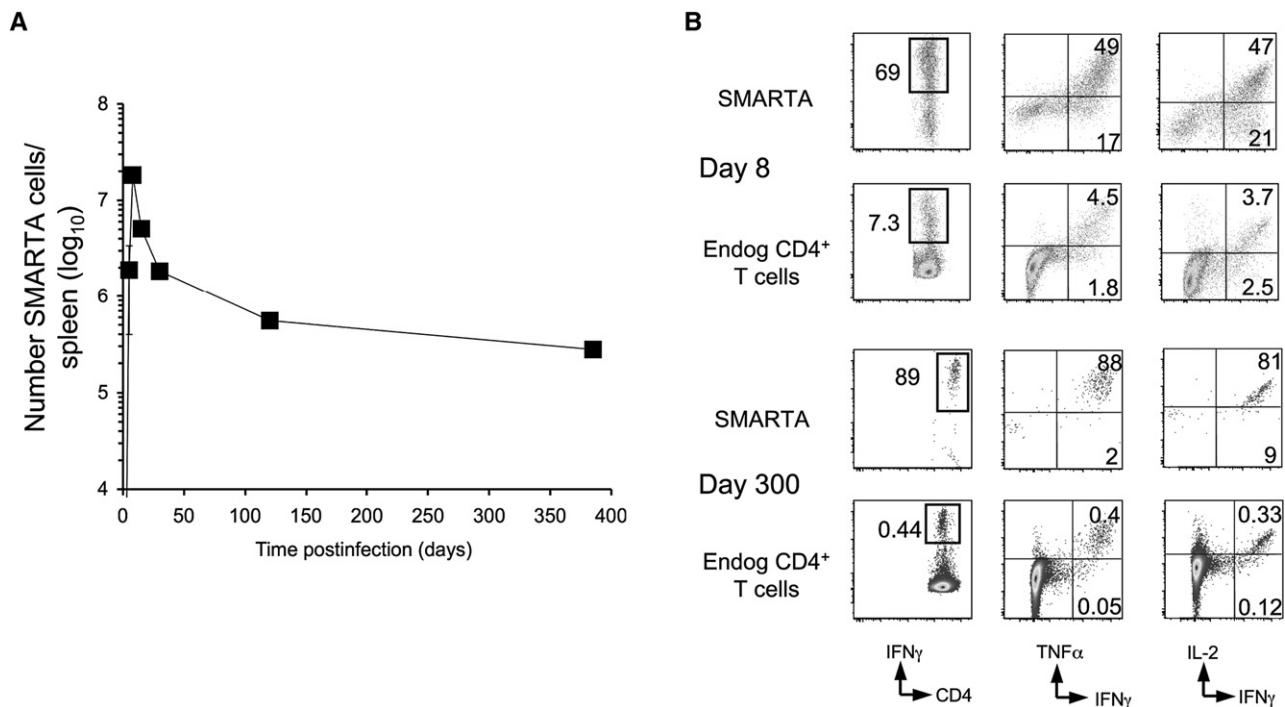 A
Number SMARTA cells/
spleen (log10)
8
7
6
5
4
0 50 100 150 200 250 300 350 400
Time postinfection (days)
B
SMARTA
69
49
17
47
21
Day 8
Endog CD4+
T cells
7.3
4.5
1.8
3.7
2.5
SMARTA
89
88
2
81
9
Day 300
Endog CD4+
T cells
0.44
0.4
0.05
0.33
0.12
IFNγ
CD4
TNFα
IFNγ
IL-2
IFNγ